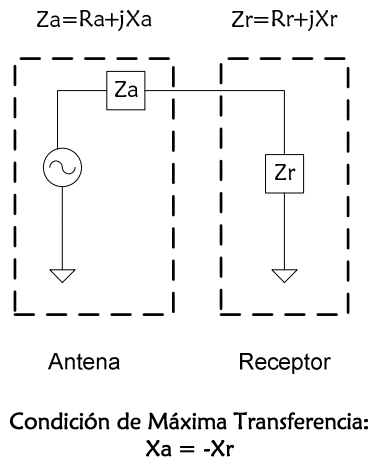 Za=Ra+jXa
Zr=Rr+jXr
Za
Zr
Antena
Receptor
Condición de Máxima Transferencia:
Xa = -Xr